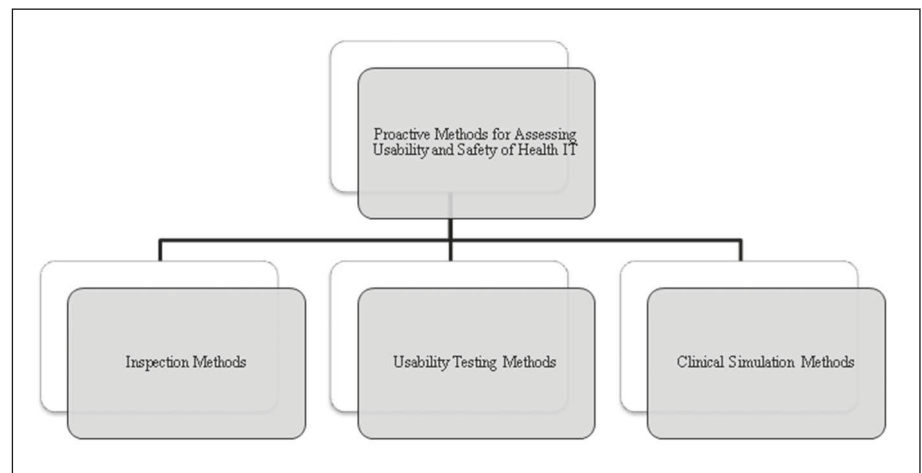 Proactive Methods for Assessing
Usability and Safety of Health IT
Inspection Methods
Usability Testing Methods
Clinical Simulation Methods